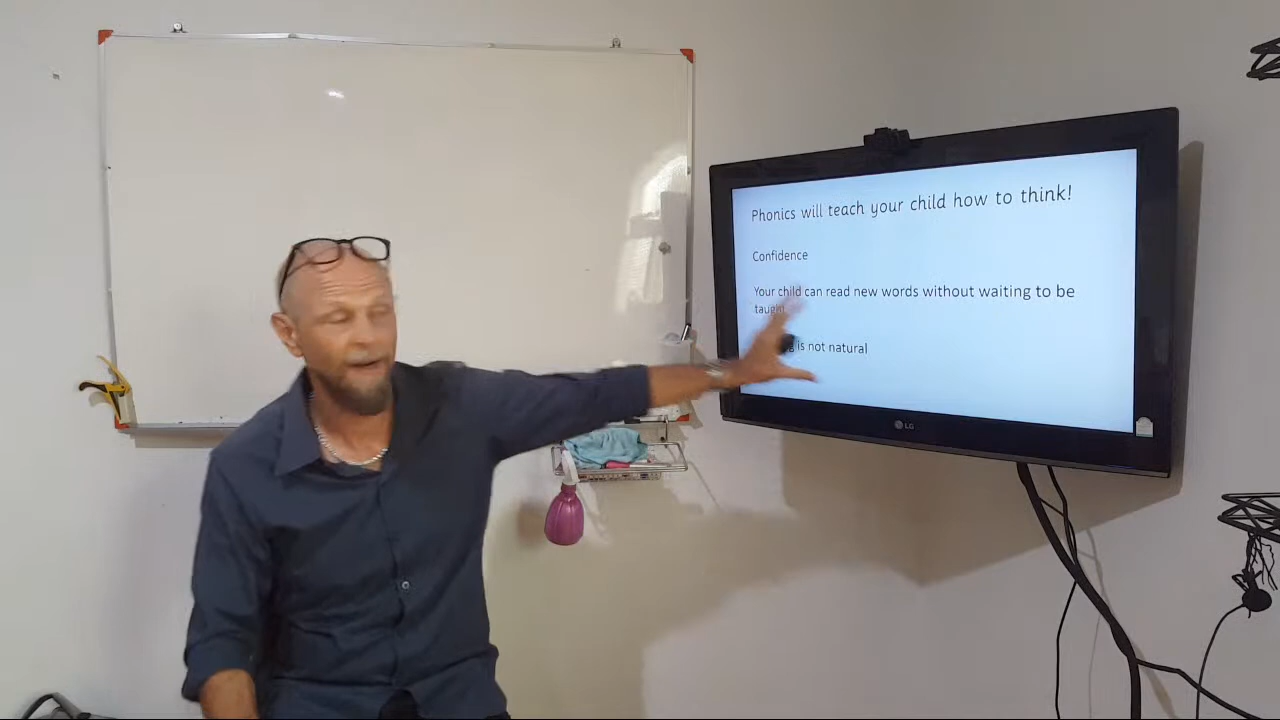 Phonics will teach your child how to think!
Confidence
Your child can read new words without waiting to be
taught
is not natural
LG